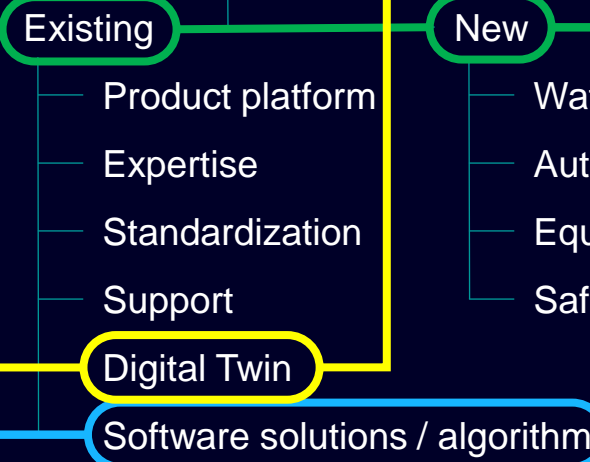 Existing
New
Product platform
Expertise
Standardization
Support
Digital Twin
Software solutions / algorithm